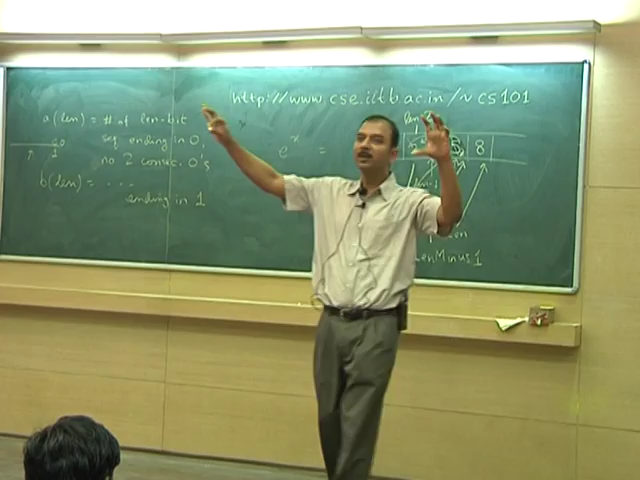 http://www.cse.iitb.ac.in/~cs101
a(len) = # of len-bit
seq ending in 0,
no 2 consec. 0's
b(len) = ....
ending in 1
e^x =
8
lenMinus1